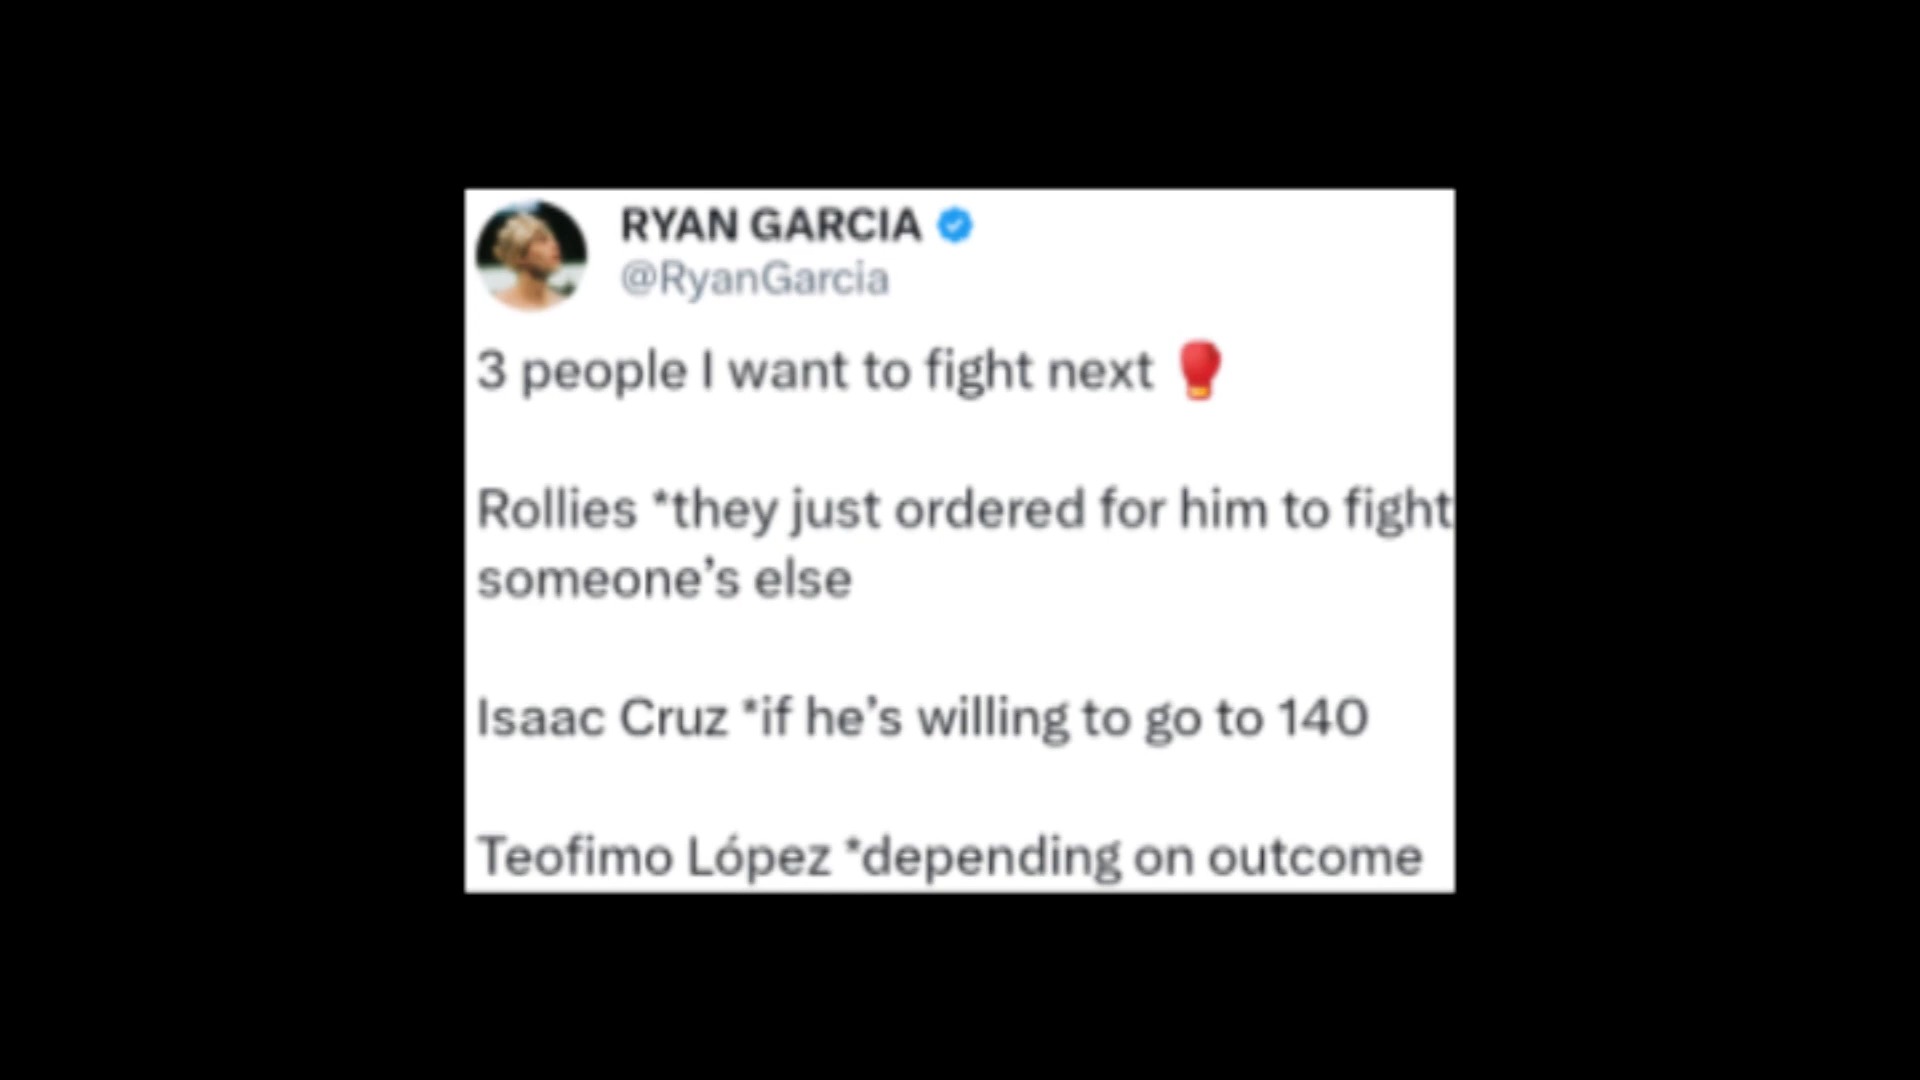 RYAN GARCIA
@RyanGarcia
3 people I want to fight next 🥊
Rollies *they just ordered for him to fight
someone’s else
Isaac Cruz *if he’s willing to go to 140
Teofimo López *depending on outcome